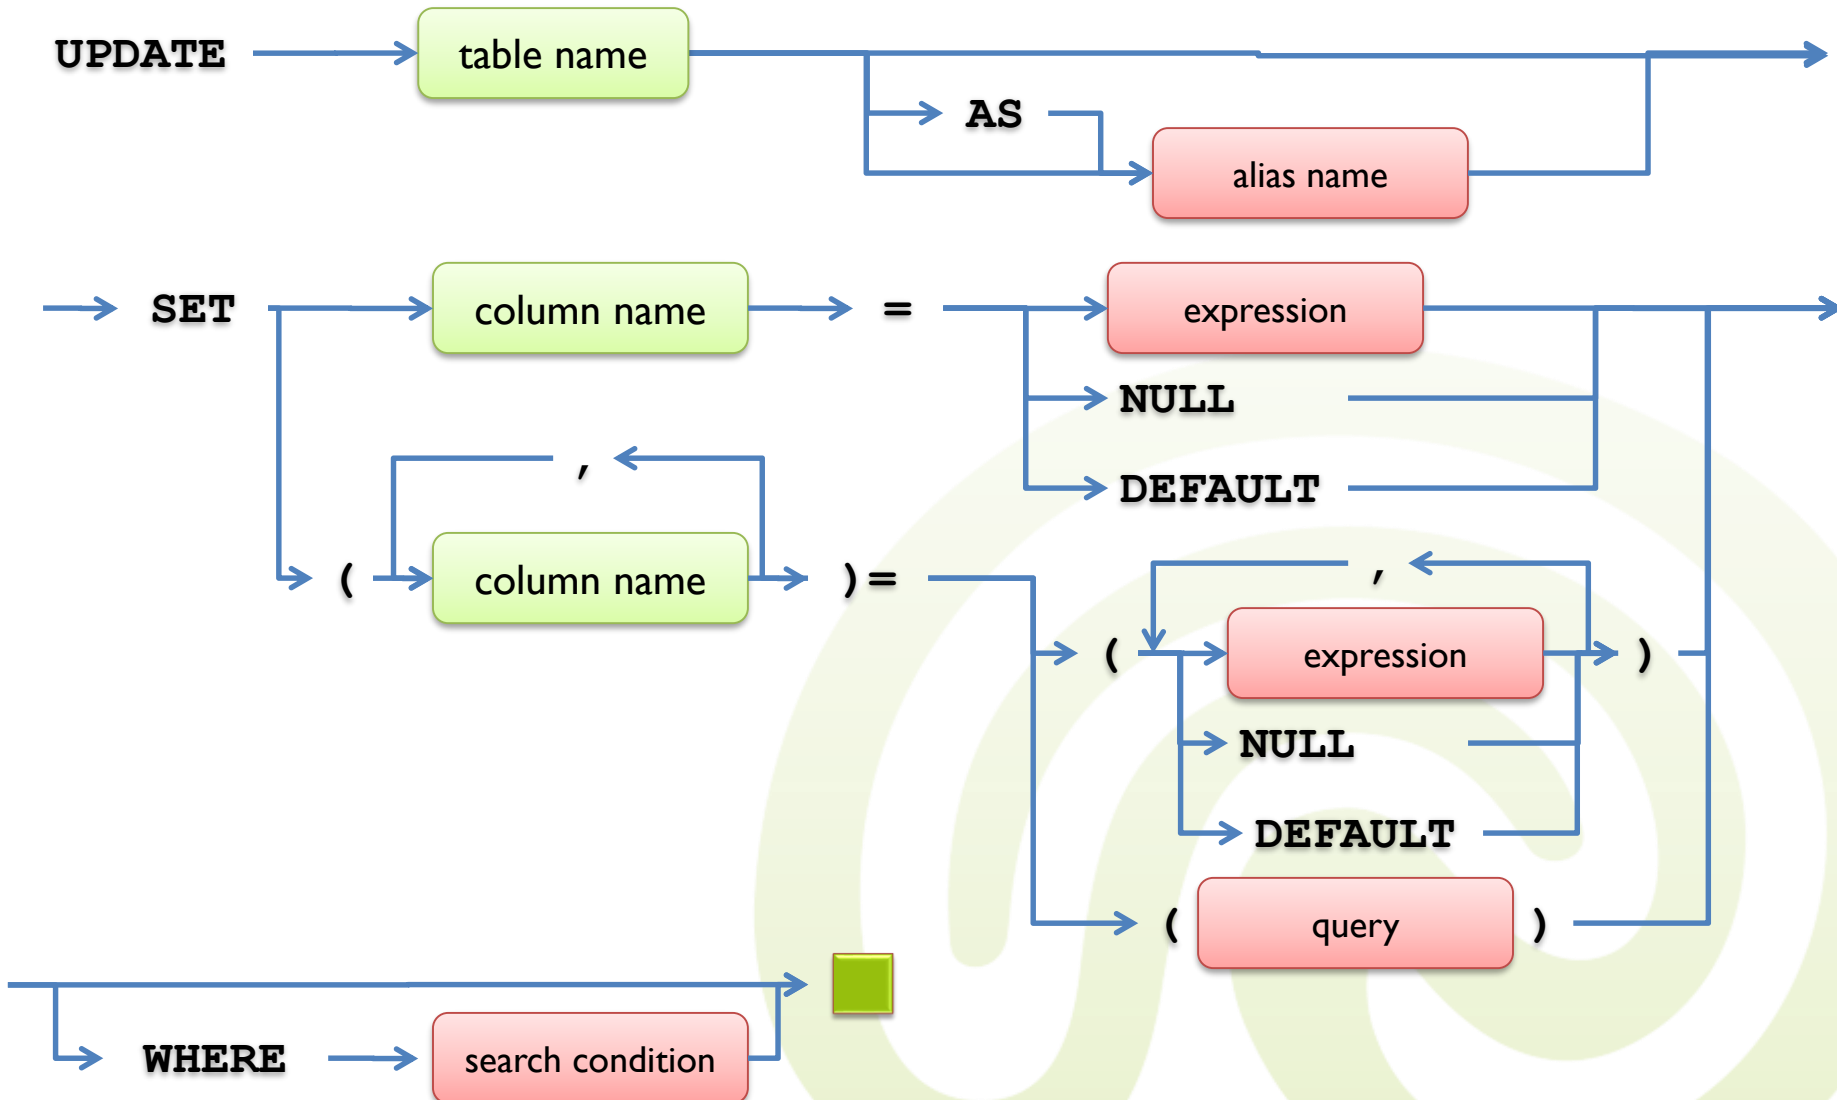 UPDATE table name
AS
alias name
SET column name = expression
NULL
,
DEFAULT
( column name )=
,
( expression )
NULL
DEFAULT
( query )
WHERE search condition